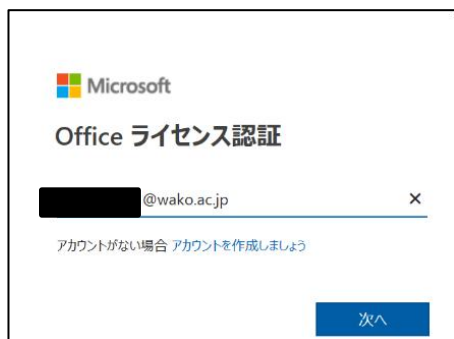 Microsoft
Office ライセンス認証
@wako.ac.jp
アカウントがない場合 アカウントを作成しましょう
次へ